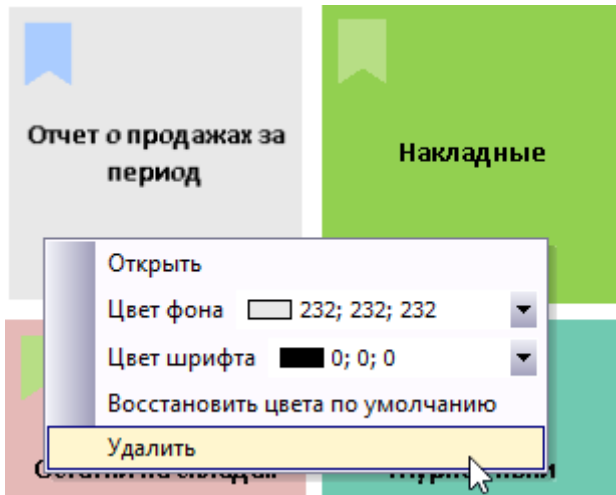 Отчет о продажах за
период
Накладные
Открыть
Цвет фона 232; 232; 232
Цвет шрифта 0; 0; 0
Восстановить цвета по умолчанию
Удалить